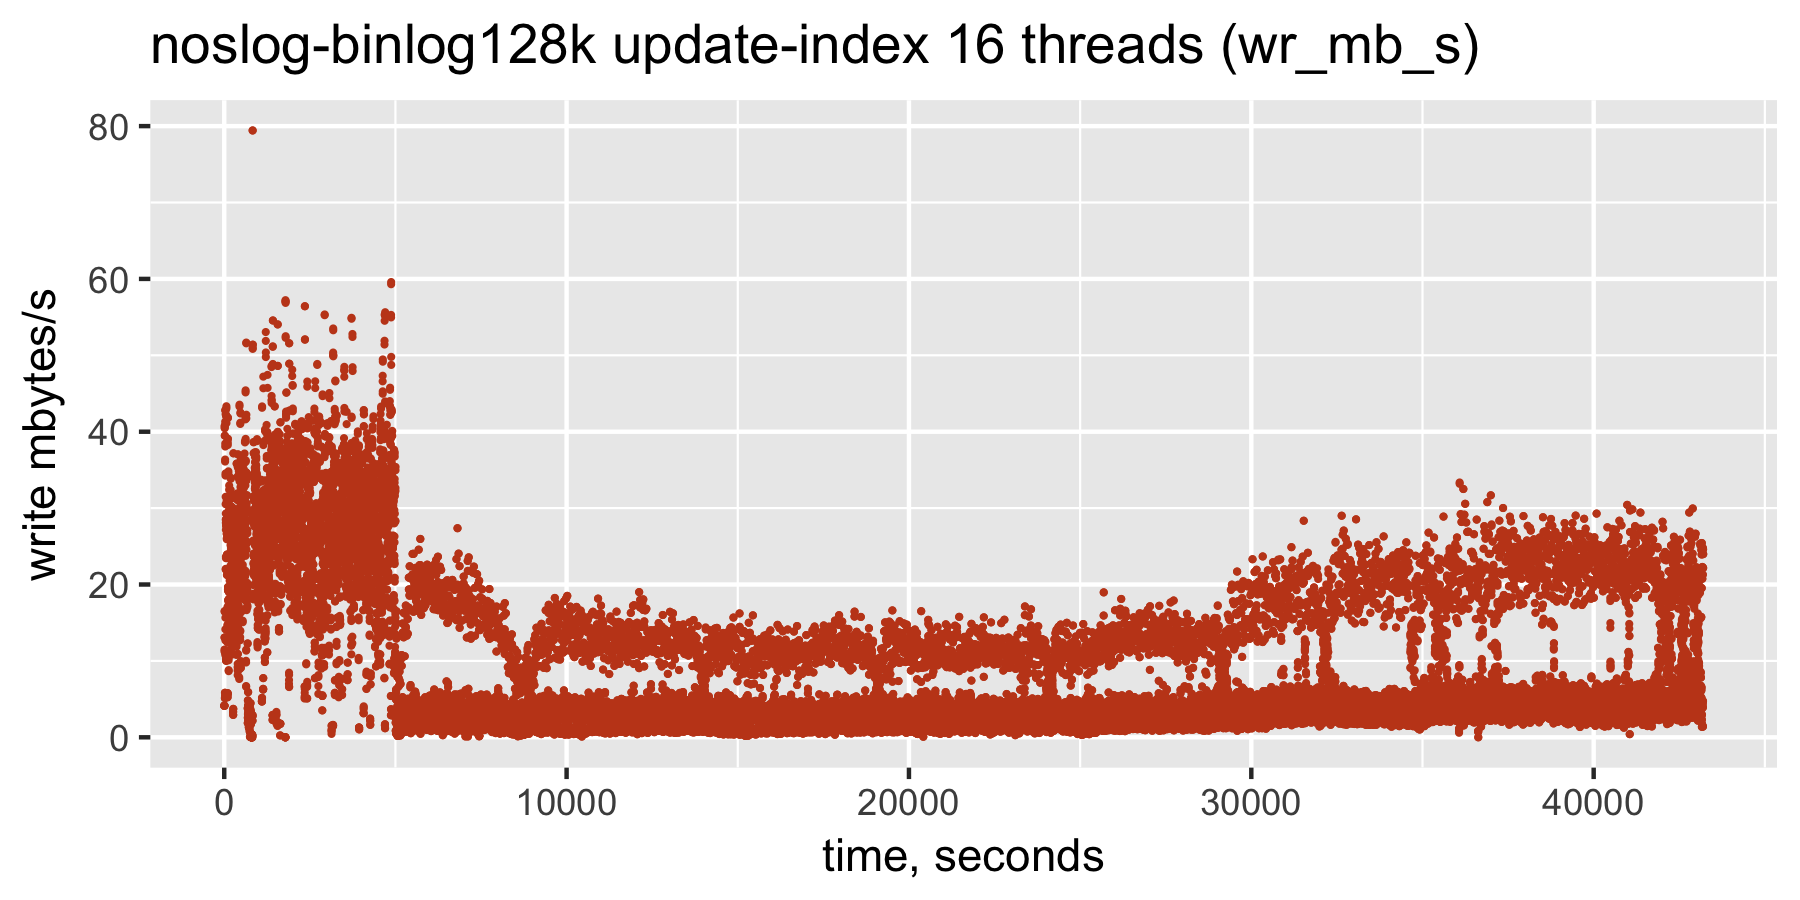 noslog-binlog128k update-index 16 threads (wr_mb_s)
write mbytes/s
80
60
40
20
0
0 10000 20000 30000 40000
time, seconds